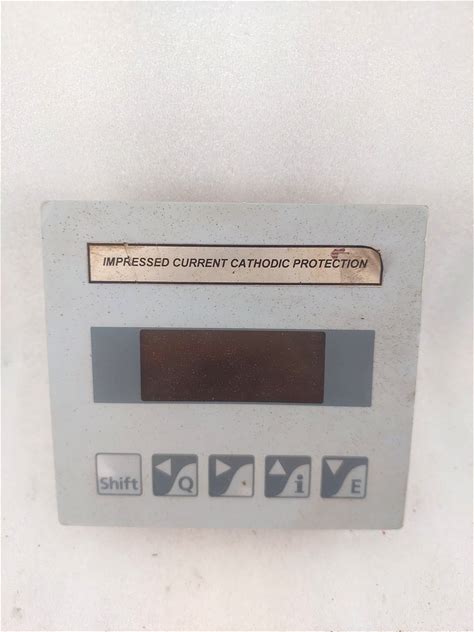 IMPRESSED CURRENT CATHODIC PROTECTION
Shift Q i E